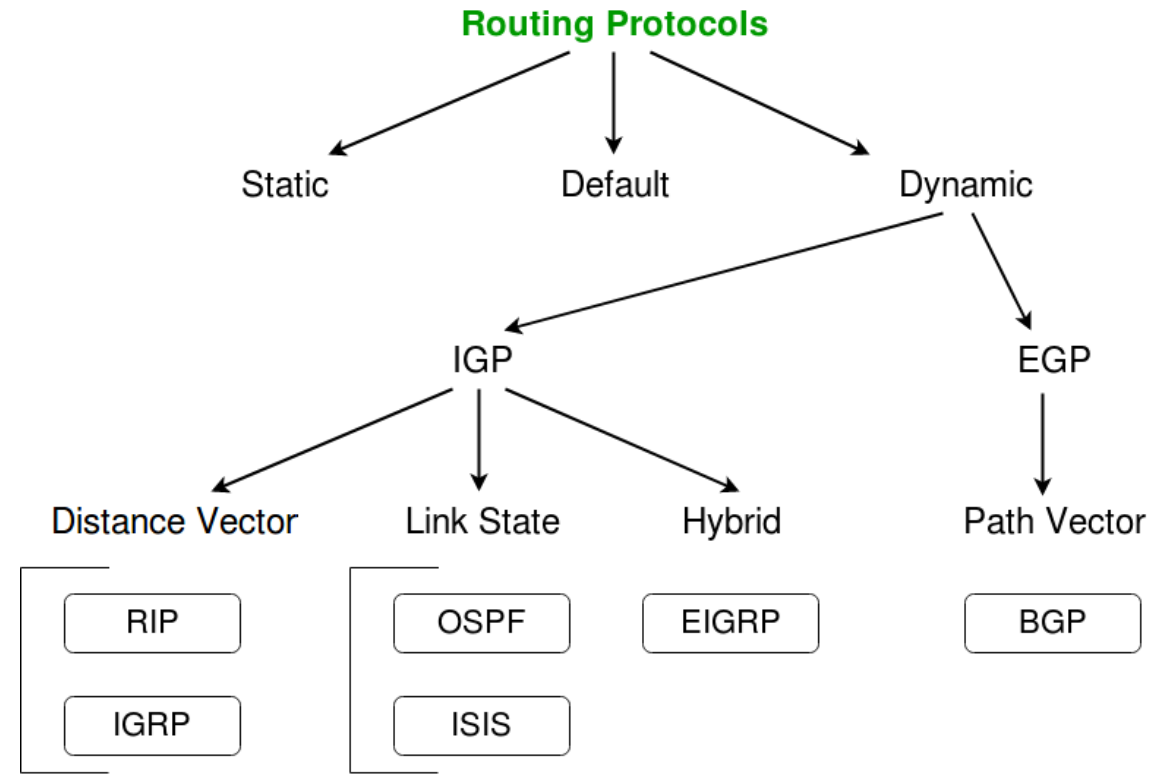 Routing Protocols
Static Default Dynamic
IGP EGP
Distance Vector Link State Hybrid Path Vector
RIP OSPF EIGRP BGP
IGRP ISIS